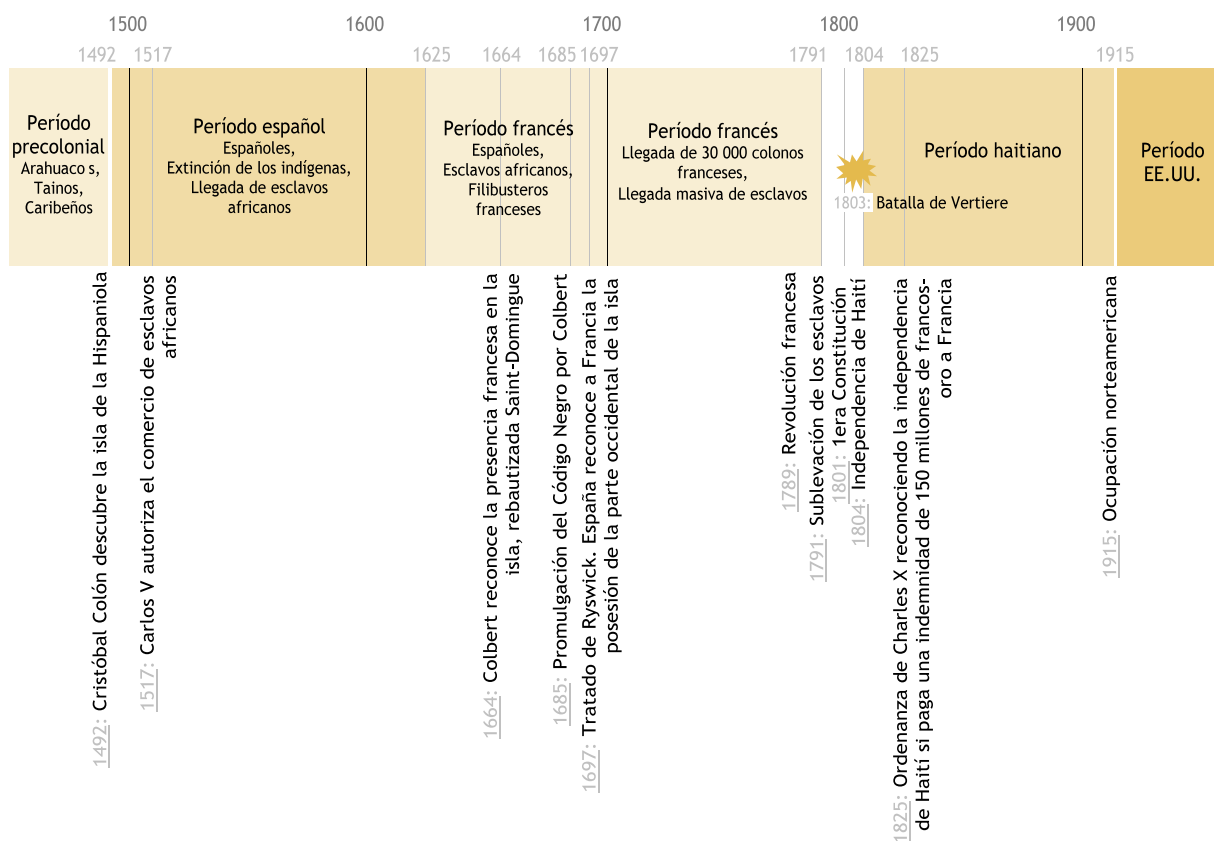 1500 1600 1700 1800 1900
1492 1517 1625 1664 1685 1697 1791 1804 1825 1915
Período
precolonial
Arahuaco s,
Tainos,
Caribeños
Período español
Españoles,
Extinción de los indígenas,
Llegada de esclavos
africanos
Período francés
Españoles,
Esclavos africanos,
Filibusteros
franceses
Período francés
Llegada de 30 000 colonos
franceses,
Llegada masiva de esclavos
Período haitiano
1803: Batalla de Vertiere
Período
EE.UU.
1492: Cristóbal Colón descubre la isla de la Hispaniola
1517: Carlos V autoriza el comercio de esclavos
africanos
1664: Colbert reconoce la presencia francesa en la
isla, rebautizada Saint-Domingue
1685: Promulgación del Código Negro por Colbert
1697: Tratado de Ryswick. España reconoce a Francia la
posesión de la parte occidental de la isla
1789: Revolución francesa
1791: Sublevación de los esclavos
1801: 1era Constitución
1804: Independencia de Haití
1825: Ordenanza de Charles X reconociendo la independencia
de Haití si paga una indemnidad de 150 millones de francos-
oro a Francia
1915: Ocupación norteamericana